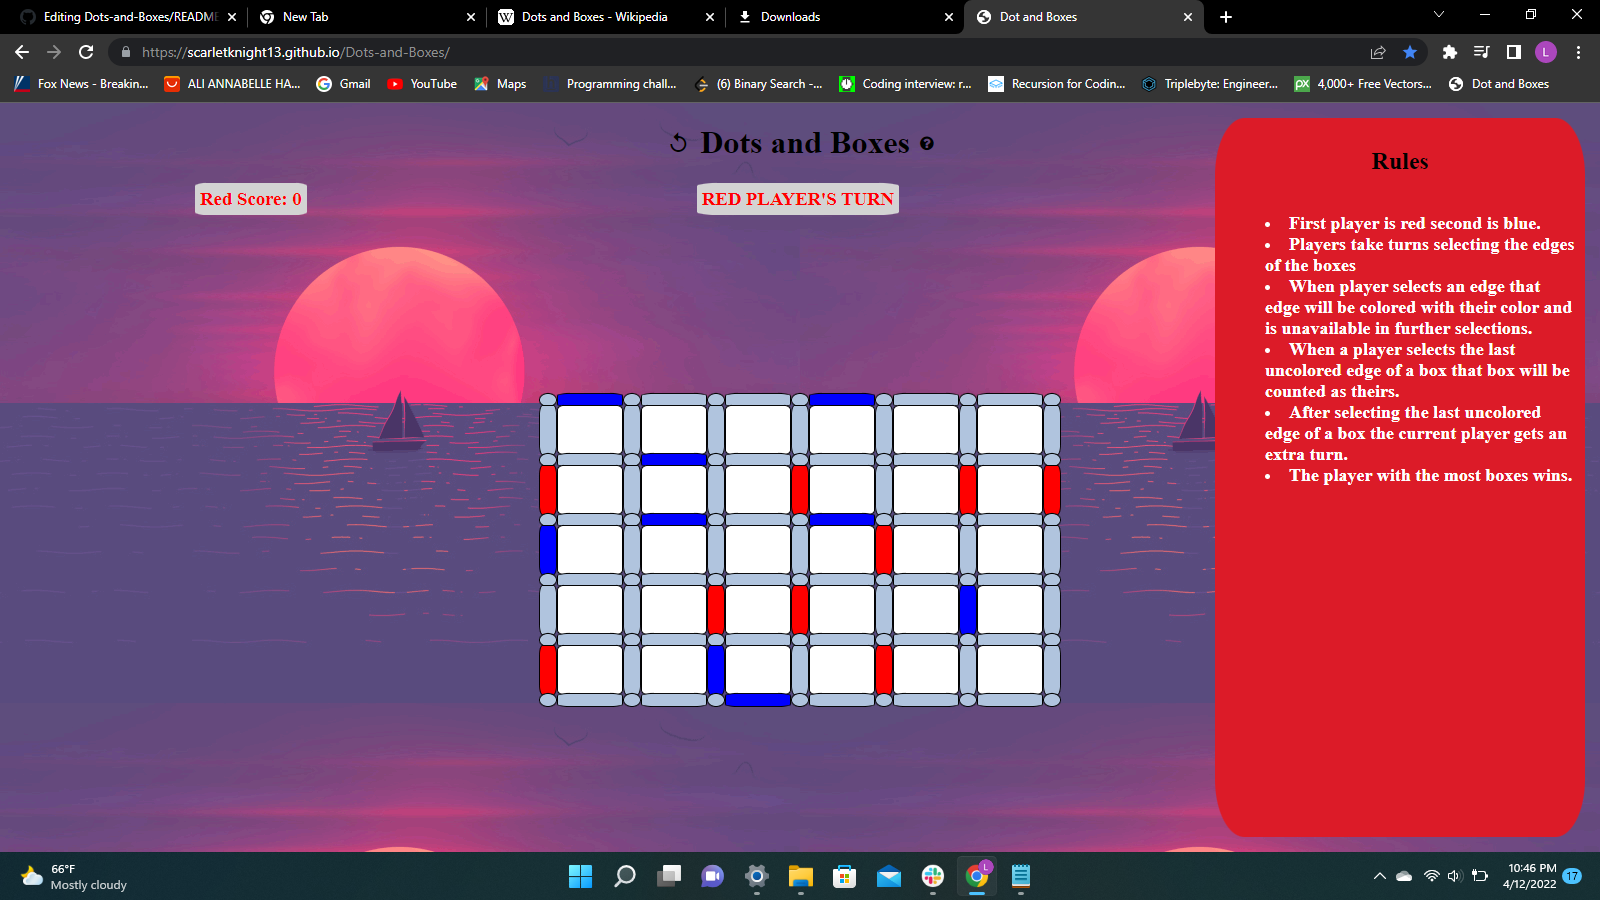 Editing Dots-and-Boxes/README
New Tab
Dots and Boxes - Wikipedia
Downloads
Dot and Boxes
https://scarletknight13.github.io/Dots-and-Boxes/
L
Fox News - Breakin...
ALI ANNABELLE HA...
Gmail
YouTube
Maps
Programming chall...
(6) Binary Search -...
Coding interview: r...
Recursion for Codin...
Triplebyte: Engineer...
px
4,000+ Free Vectors...
Dot and Boxes
Dots and Boxes
Red Score: 0
RED PLAYER'S TURN
Rules
• First player is red second is blue.
• Players take turns selecting the edges
of the boxes
• When player selects an edge that
edge will be colored with their color and
is unavailable in further selections.
• When a player selects the last
uncolored edge of a box that box will be
counted as theirs.
• After selecting the last uncolored
edge of a box the current player gets an
extra turn.
• The player with the most boxes wins.
66°F
Mostly cloudy
L
10:46 PM
4/12/2022
17